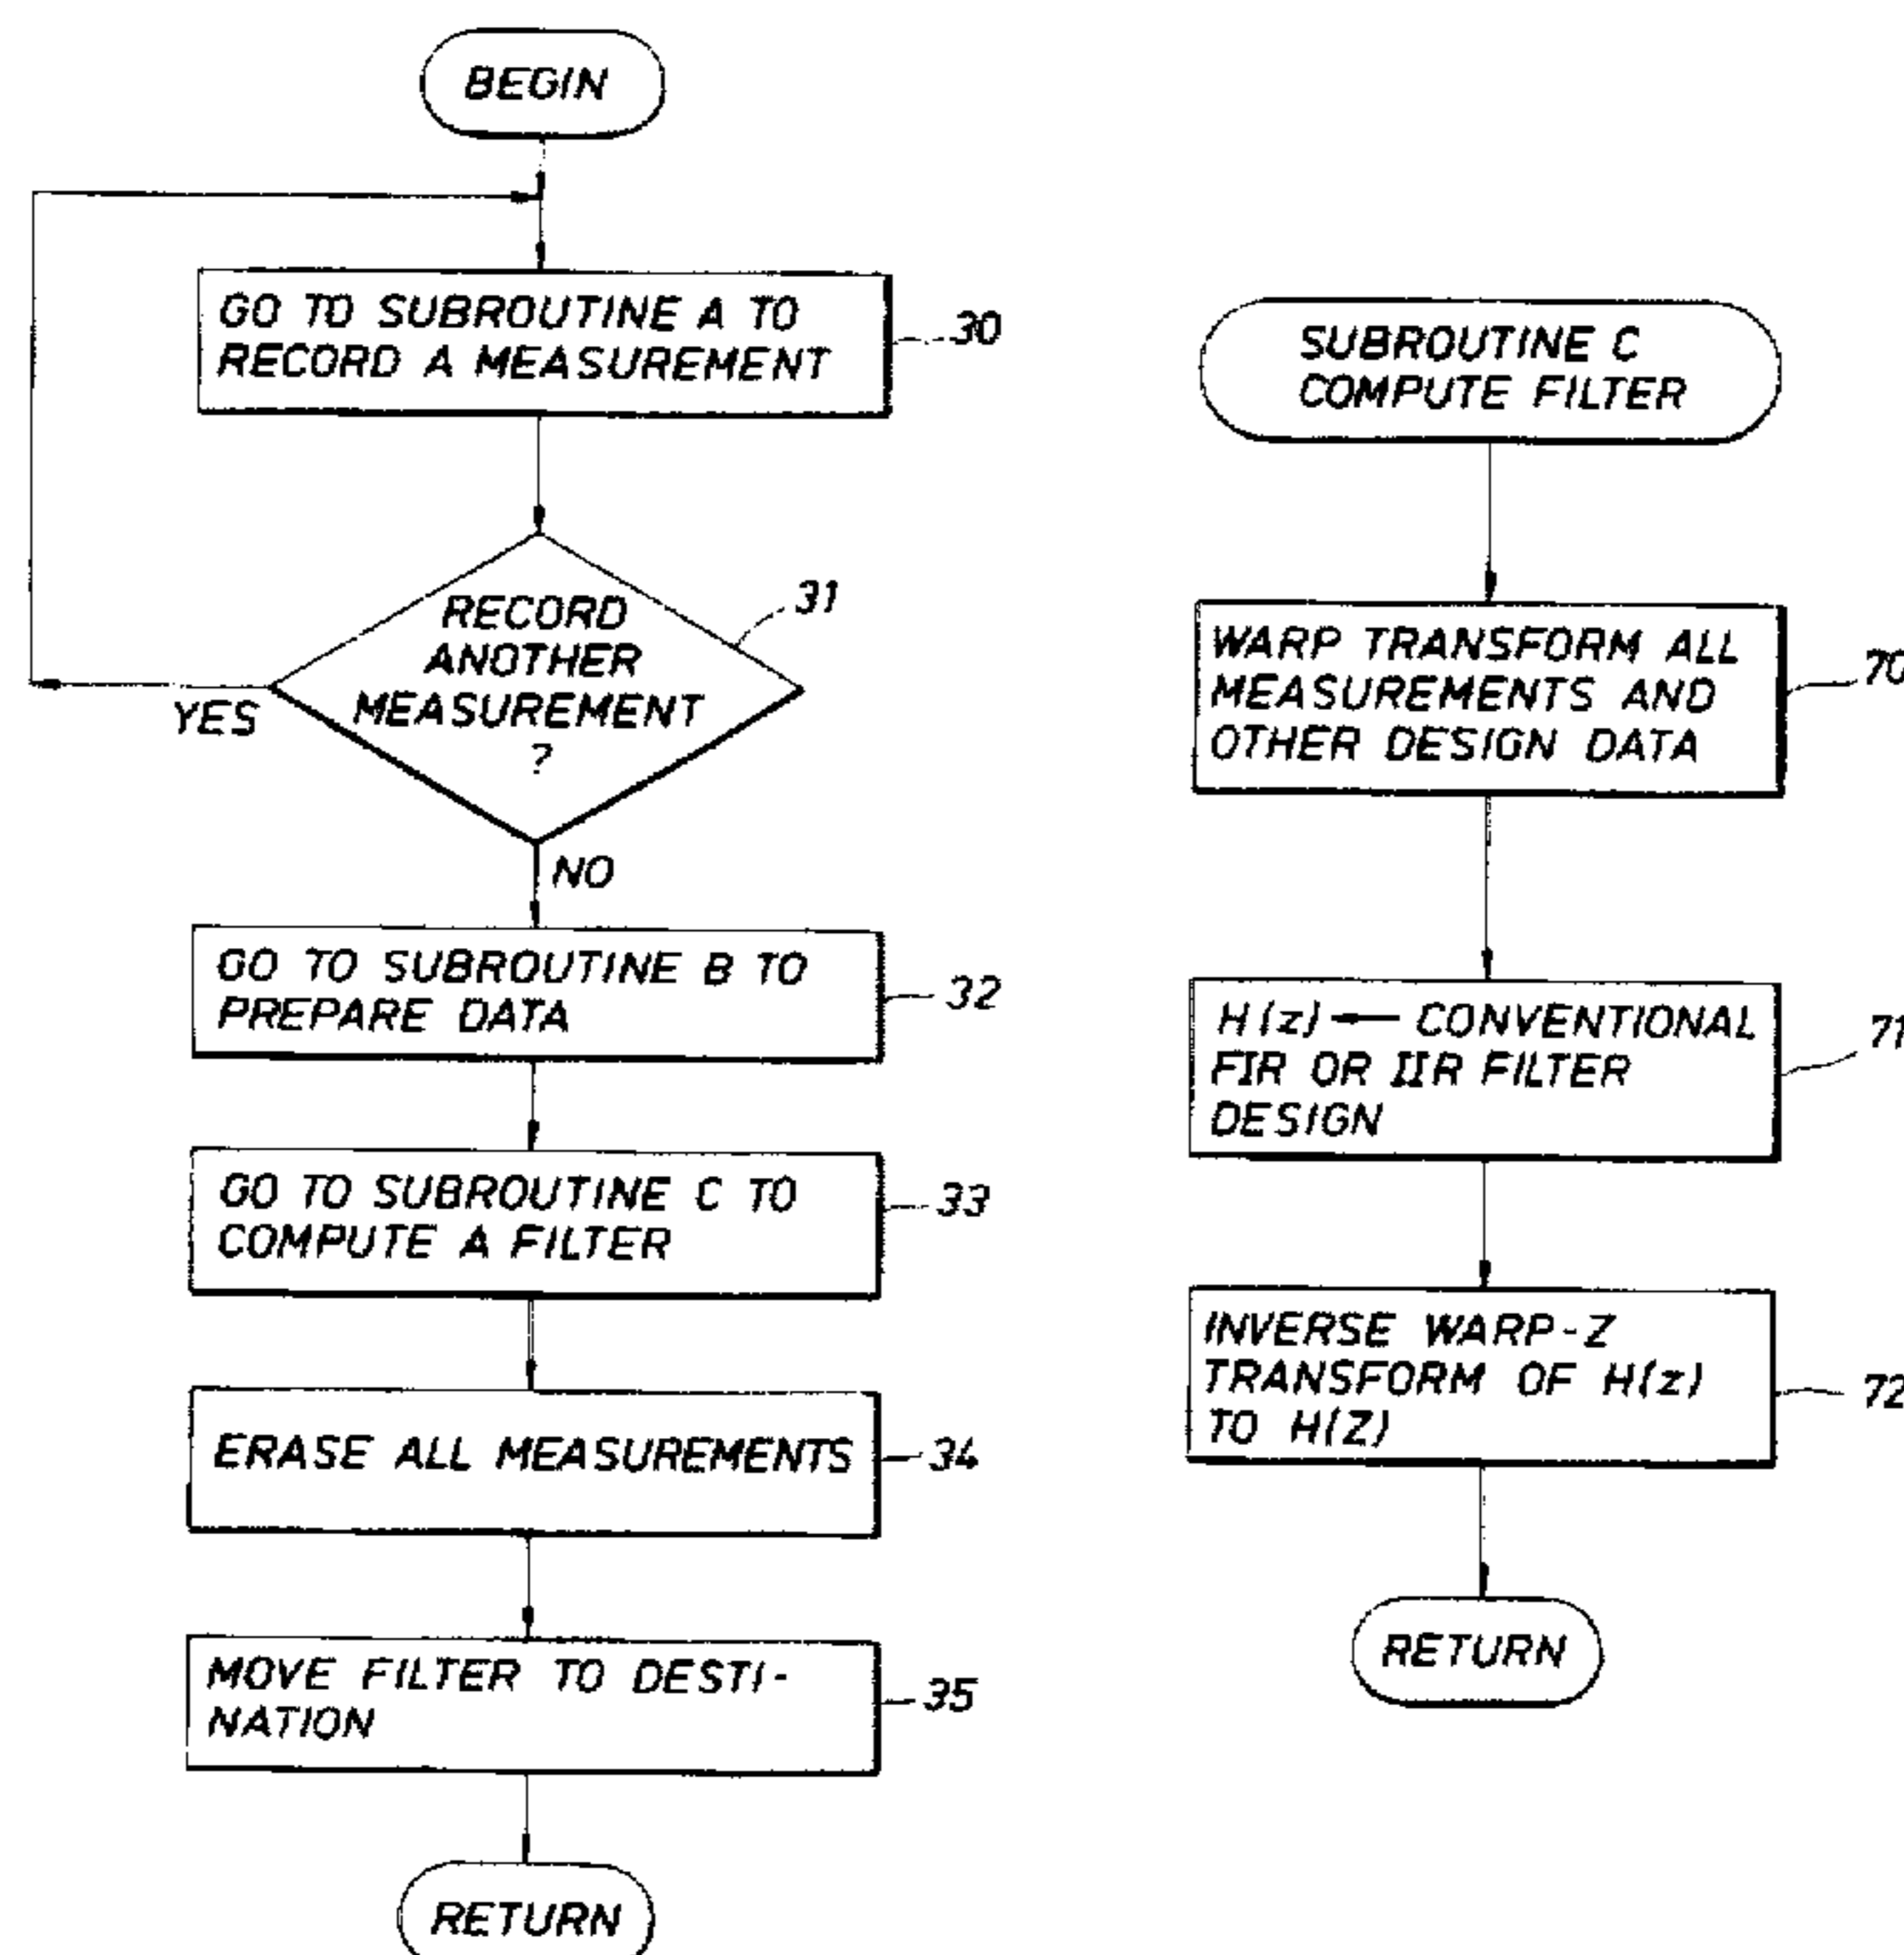 BEGIN
GO TO SUBROUTINE A TO
RECORD A MEASUREMENT
30
RECORD
ANOTHER
MEASUREMENT
?
31
YES
NO
GO TO SUBROUTINE B TO
PREPARE DATA
32
GO TO SUBROUTINE C TO
COMPUTE A FILTER
33
ERASE ALL MEASUREMENTS
34
MOVE FILTER TO DESTI-
NATION
35
RETURN
SUBROUTINE C
COMPUTE FILTER
WARP TRANSFORM ALL
MEASUREMENTS AND
OTHER DESIGN DATA
70
H(z) ← CONVENTIONAL
FIR OR IIR FILTER
DESIGN
71
INVERSE WARP-Z
TRANSFORM OF H(z)
TO H(Z)
72
RETURN